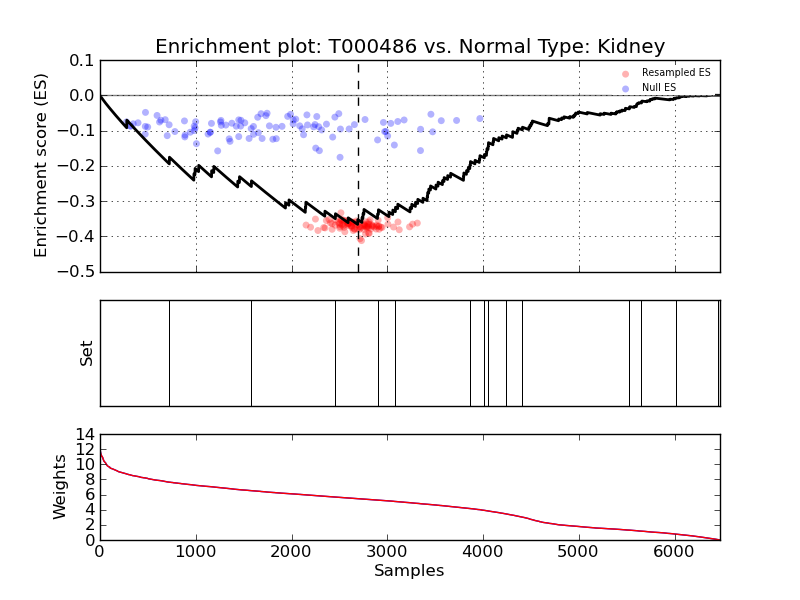 Enrichment plot: T000486 vs. Normal Type: Kidney
Enrichment score (ES)
0.1
0.0
−0.1
−0.2
−0.3
−0.4
−0.5
Resampled ES
Null ES
Set
Weights
14
12
10
8
6
4
2
0
0 1000 2000 3000 4000 5000 6000
Samples